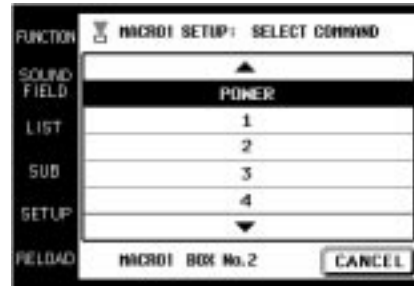 FUNCTION
SOUND
FIELD
LIST
SUB
SETUP
RELOAD
MACRO1 SETUP: SELECT COMMAND
POWER
1
2
3
4
MACRO1 BOX No.2
CANCEL